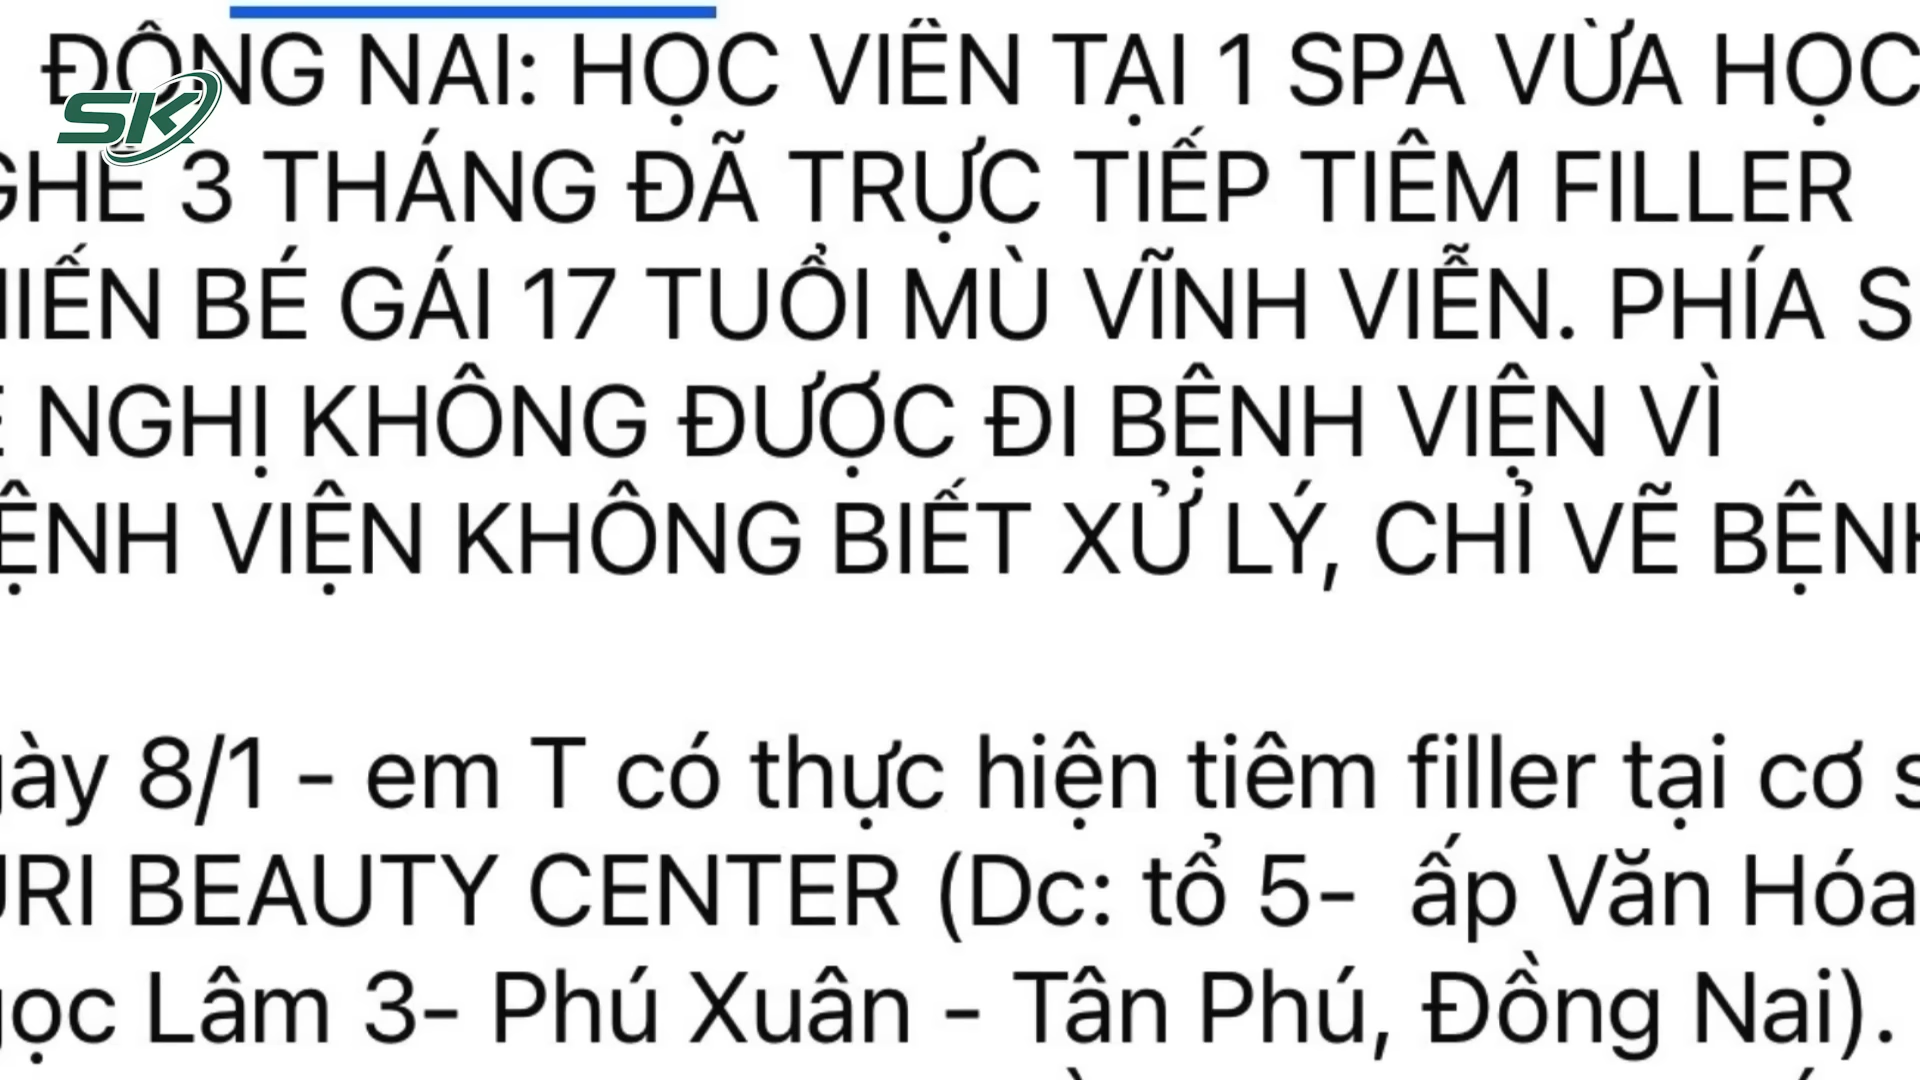 ĐỒNG NAI: HỌC VIÊN TẠI 1 SPA VỪA HỌC
SK
GHỀ 3 THÁNG ĐÃ TRỰC TIẾP TIÊM FILLER
HIẾN BÉ GÁI 17 TUỔI MÙ VĨNH VIỄN. PHÍA S
NGHỊ KHÔNG ĐƯỢC ĐI BỆNH VIỆN VÌ
ỆNH VIỆN KHÔNG BIẾT XỬ LÝ, CHỈ VẼ BỆNH
gày 8/1 - em T có thực hiện tiêm filler tại cơ s
URI BEAUTY CENTER (Dc: tổ 5- ấp Văn Hóa
gọc Lâm 3- Phú Xuân - Tân Phú, Đồng Nai).